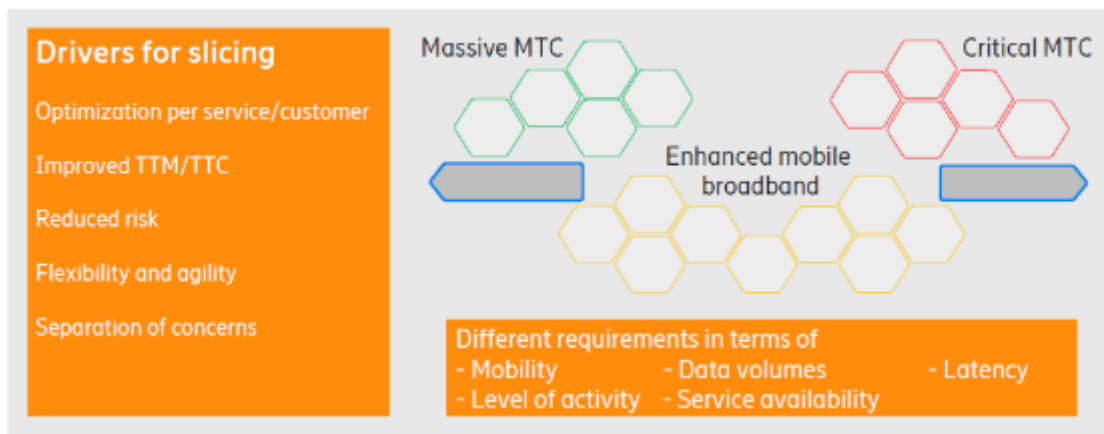 Drivers for slicing
Optimization per service/customer
Improved TTM/TTC
Reduced risk
Flexibility and agility
Separation of concerns
Massive MTC
Critical MTC
Enhanced mobile
broadband
Different requirements in terms of
- Mobility - Data volumes - Latency
- Level of activity - Service availability